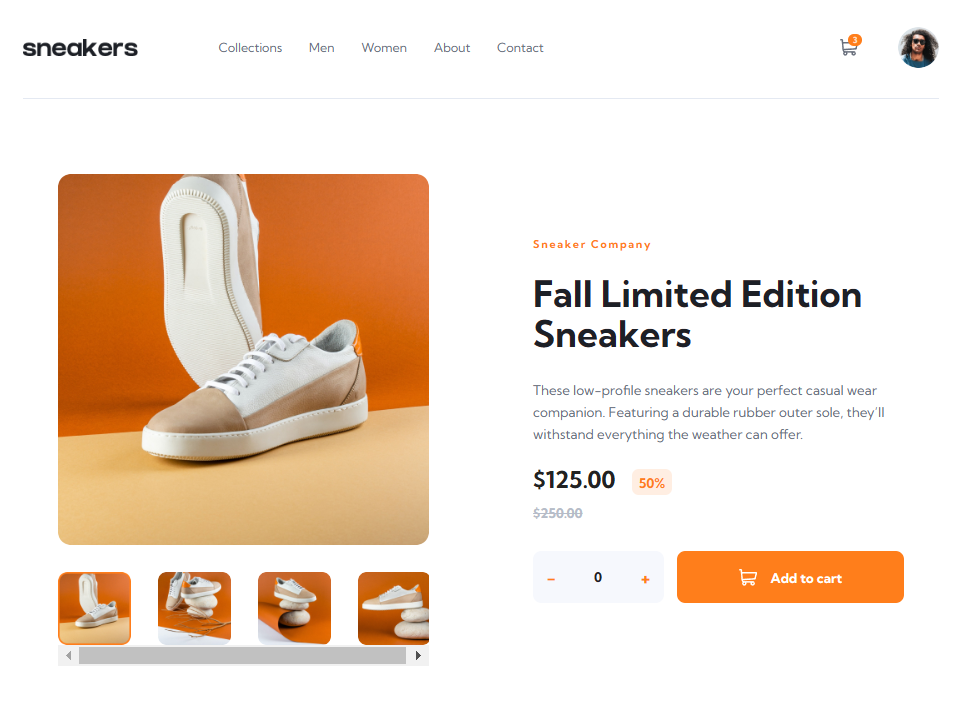 sneakers
Collections Men Women About Contact
3
Sneaker Company
Fall Limited Edition
Sneakers
These low-profile sneakers are your perfect casual wear
companion. Featuring a durable rubber outer sole, they'll
withstand everything the weather can offer.
$125.00 50%
$250.00
– 0 +
Add to cart